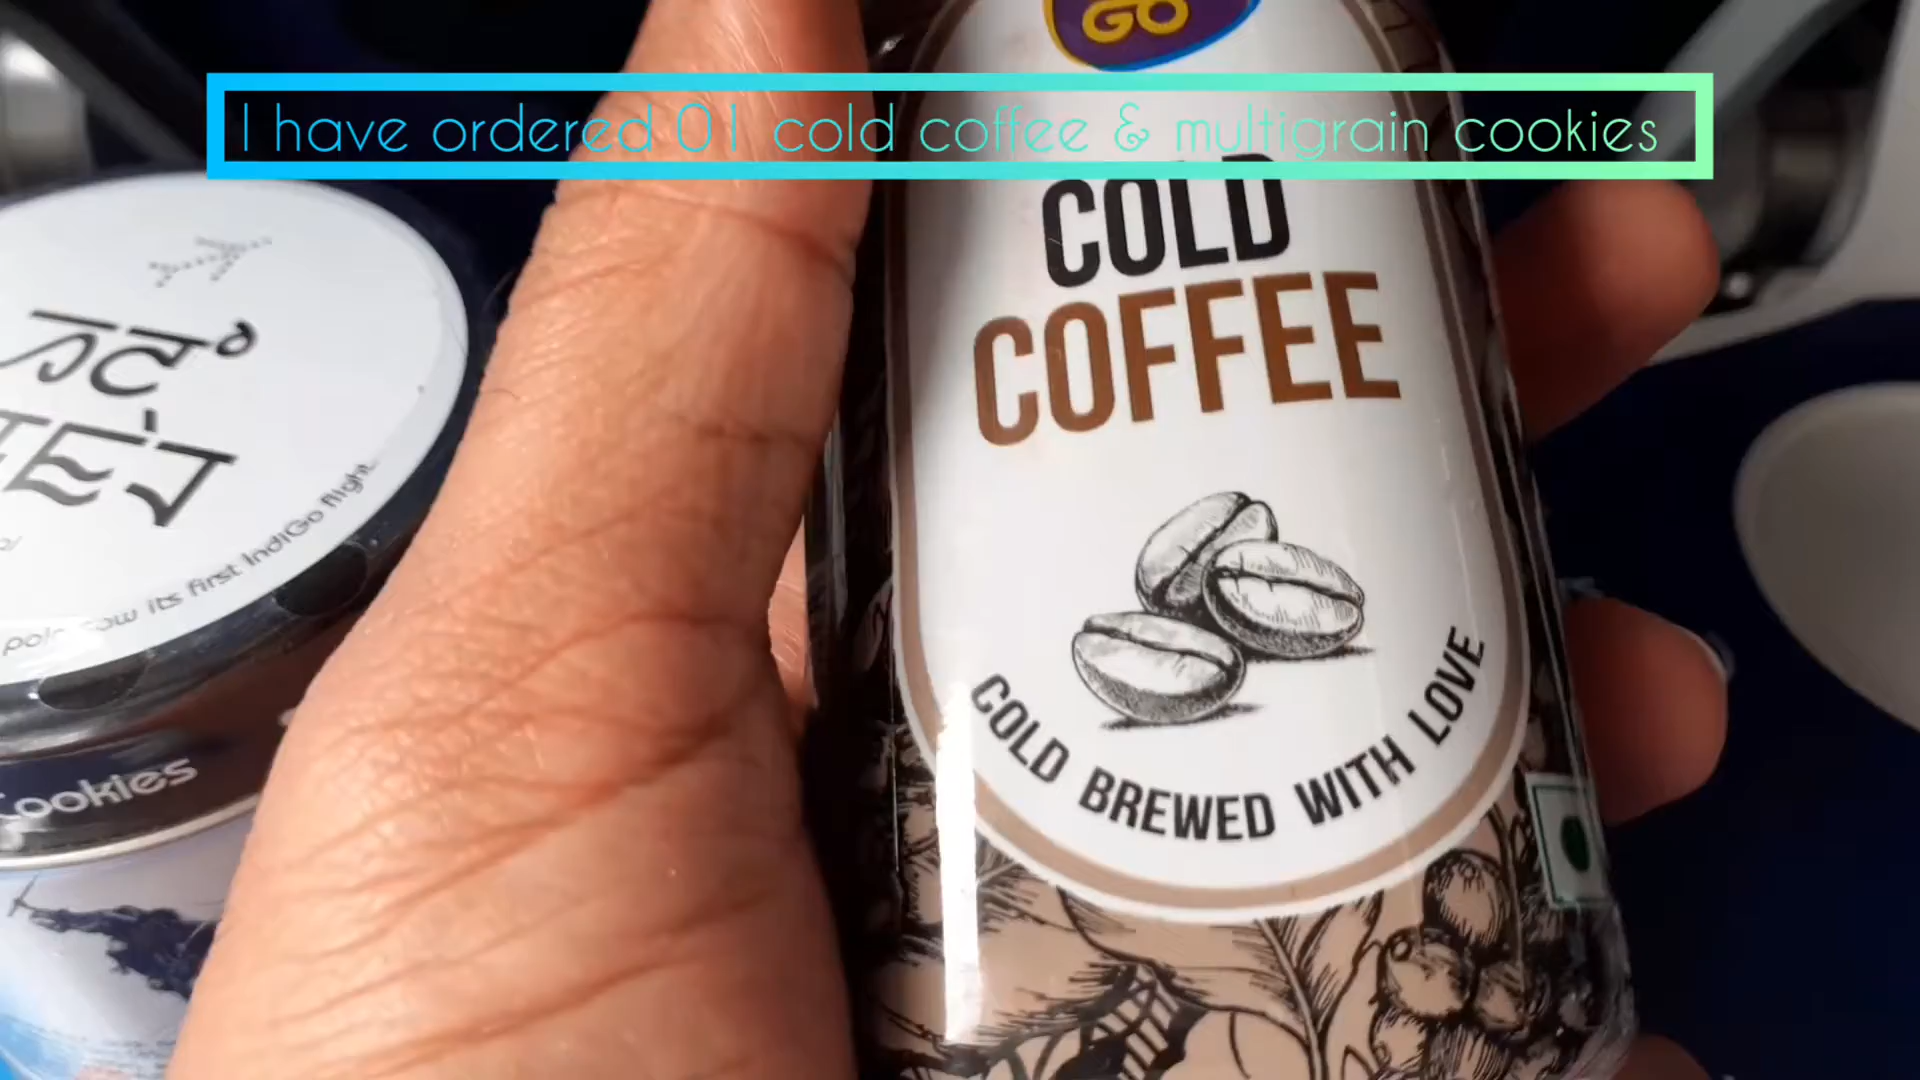 GO
I have ordered 01 cold coffee & multigrain cookies
COLD
COFFEE
COLD BREWED WITH LOVE
its first IndiGo flight.
Cookies